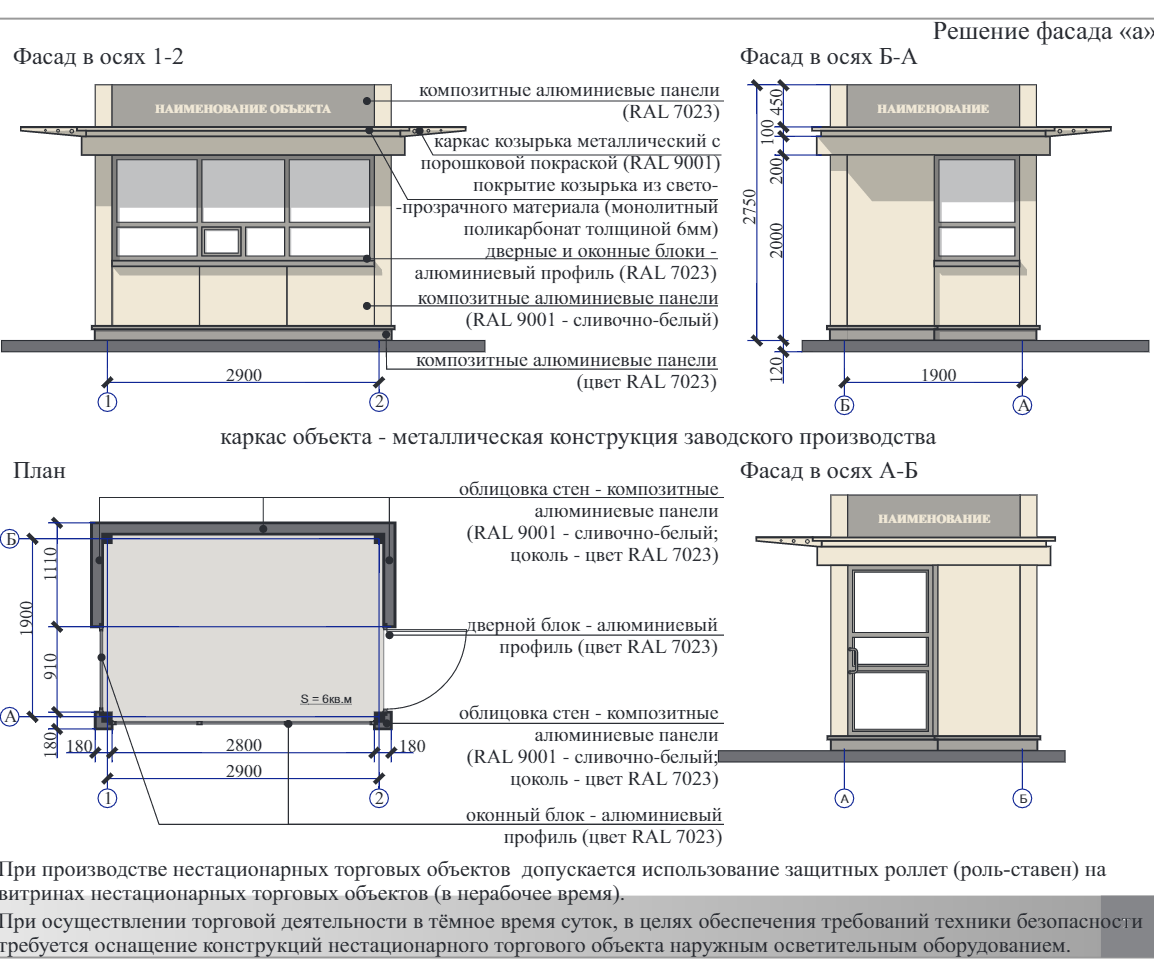 Решение фасада «а»
Фасад в осях 1-2
Фасад в осях Б-А
НАИМЕНОВАНИЕ ОБЪЕКТА
композитные алюминиевые панели
(RAL 7023)
каркас козырька металлический с
порошковой покраской (RAL 9001)
покрытие козырька из свето-
-прозрачного материала (монолитный
поликарбонат толщиной 6мм)
дверные и оконные блоки -
алюминиевый профиль (RAL 7023)
композитные алюминиевые панели
(RAL 9001 - сливочно-белый)
композитные алюминиевые панели
(цвет RAL 7023)
2900
1
2
НАИМЕНОВАНИЕ
450
100
200
2750
2000
120
1900
Б
А
каркас объекта - металлическая конструкция заводского производства
План
Фасад в осях А-Б
облицовка стен - композитные
алюминиевые панели
(RAL 9001 - сливочно-белый;
цоколь - цвет RAL 7023)
дверной блок - алюминиевый
профиль (цвет RAL 7023)
облицовка стен - композитные
алюминиевые панели
(RAL 9001 - сливочно-белый;
цоколь - цвет RAL 7023)
оконный блок - алюминиевый
профиль (цвет RAL 7023)
Б
1110
1900
910
А
180
S = 6кв.м
180
2800
180
2900
1
2
НАИМЕНОВАНИЕ
А
Б
При производстве нестационарных торговых объектов допускается использование защитных роллет (роль-ставен) на
витринах нестационарных торговых объектов (в нерабочее время).
При осуществлении торговой деятельности в тёмное время суток, в целях обеспечения требований техники безопасности
требуется оснащение конструкций нестационарного торгового объекта наружным осветительным оборудованием.